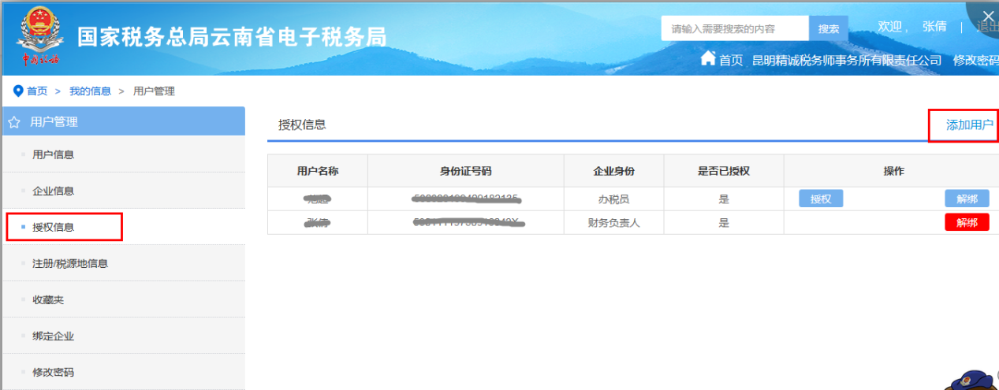 国家税务总局云南省电子税务局
中国税务
请输入需要搜索的内容 搜索 欢迎, 张倩 | 退出
首页 昆明精诚税务师事务所有限责任公司 修改密码
首页 > 我的信息 > 用户管理
用户管理
用户信息
企业信息
授权信息
注册/税源地信息
收藏夹
绑定企业
修改密码
授权信息 添加用户
用户名称 身份证号码 企业身份 是否已授权 操作
办税员 是 授权 解绑
财务负责人 是 解绑